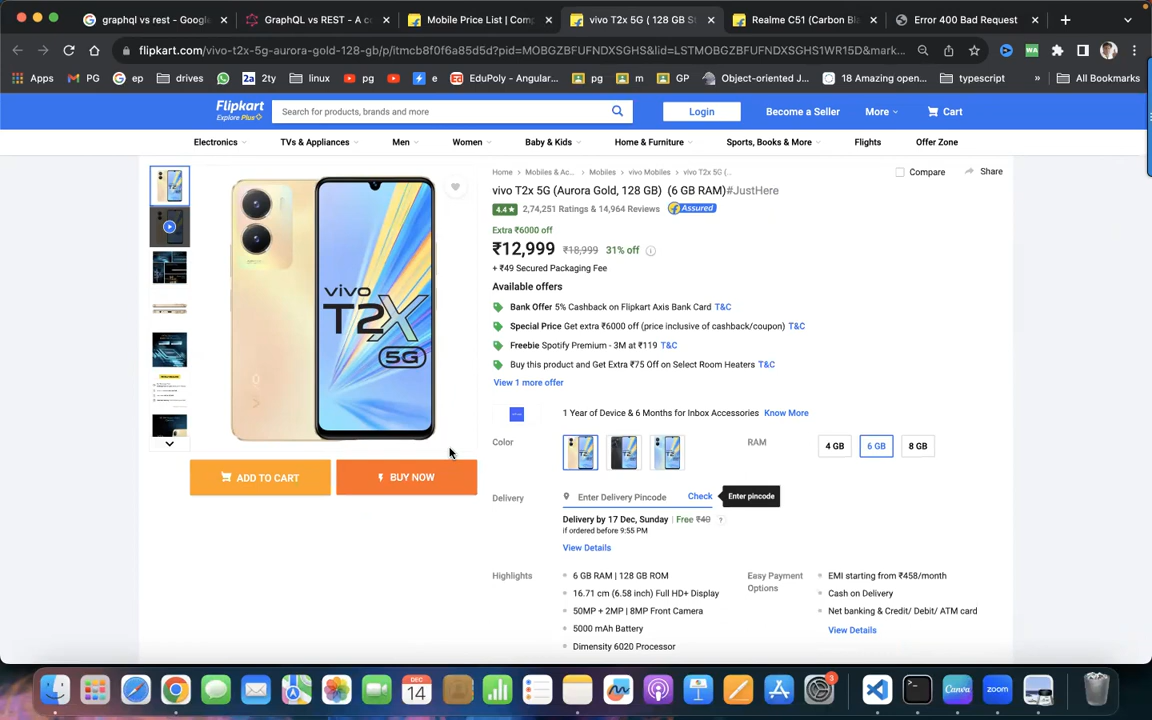 graphql vs rest - Google
GraphQL vs REST - A co
Mobile Price List | Comp
vivo T2x 5G ( 128 GB St
Realme C51 (Carbon Bla
Error 400 Bad Request
flipkart.com/vivo-t2x-5g-aurora-gold-128-gb/p/itmcb8f0f6a85d5d?pid=MOBGZBFUFNDXSGHS&lid=LSTMOBGZBFUFNDXSGHS1WR15D&mark...
Apps
PG
ep
drives
2ty
linux
pg
e
EduPoly - Angular...
pg
m
GP
Object-oriented J...
18 Amazing open...
typescript
»
All Bookmarks
Flipkart
Explore Plus
Search for products, brands and more
Login
Become a Seller
More
Cart
Electronics
TVs & Appliances
Men
Women
Baby & Kids
Home & Furniture
Sports, Books & More
Flights
Offer Zone
Home > Mobiles & Ac... > Mobiles > vivo Mobiles > vivo T2x 5G (...
Compare
Share
vivo T2x 5G (Aurora Gold, 128 GB) (6 GB RAM)#JustHere
4.4★ 2,74,251 Ratings & 14,964 Reviews Assured
Extra ₹6000 off
₹12,999 ₹18,999 31% off
+ ₹49 Secured Packaging Fee
Available offers
Bank Offer 5% Cashback on Flipkart Axis Bank Card T&C
Special Price Get extra ₹6000 off (price inclusive of cashback/coupon) T&C
Freebie Spotify Premium - 3M at ₹119 T&C
Buy this product and Get Extra ₹75 Off on Select Room Heaters T&C
View 1 more offer
vivo
T2X
5G
ADD TO CART
BUY NOW
1 Year of Device & 6 Months for Inbox Accessories Know More
Color
RAM
4 GB
6 GB
8 GB
Delivery
Enter Delivery Pincode
Check
Enter pincode
Delivery by 17 Dec, Sunday | Free ₹40 ?
if ordered before 9:55 PM
View Details
Highlights
6 GB RAM | 128 GB ROM
16.71 cm (6.58 inch) Full HD+ Display
50MP + 2MP | 8MP Front Camera
5000 mAh Battery
Dimensity 6020 Processor
Easy Payment
Options
EMI starting from ₹458/month
Cash on Delivery
Net banking & Credit/ Debit/ ATM card
View Details
DEC
14
3
Canva
zoom